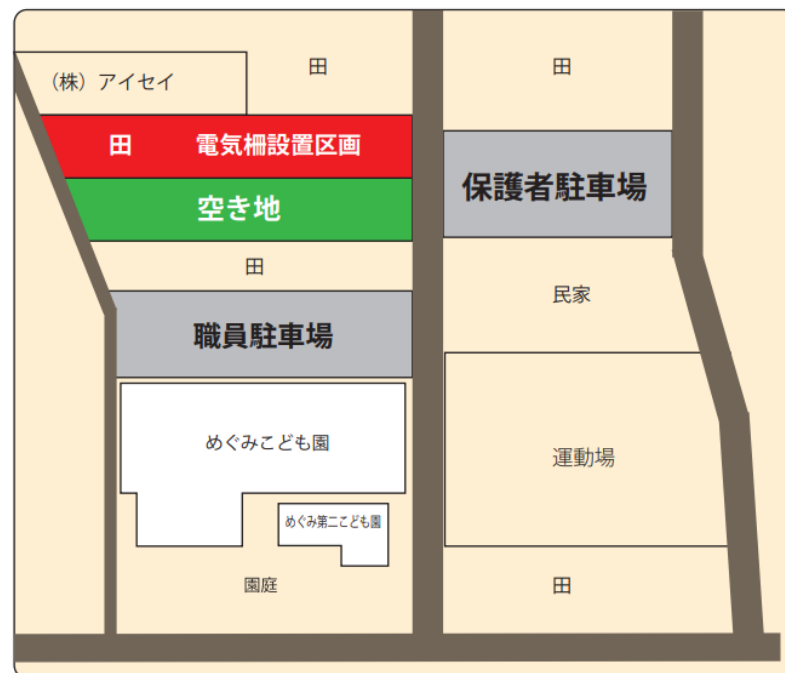 田
田
（株）アイセイ
田　電気柵設置区画
保護者駐車場
空き地
田
民家
職員駐車場
めぐみこども園
運動場
めぐみ第二こども園
園庭
田